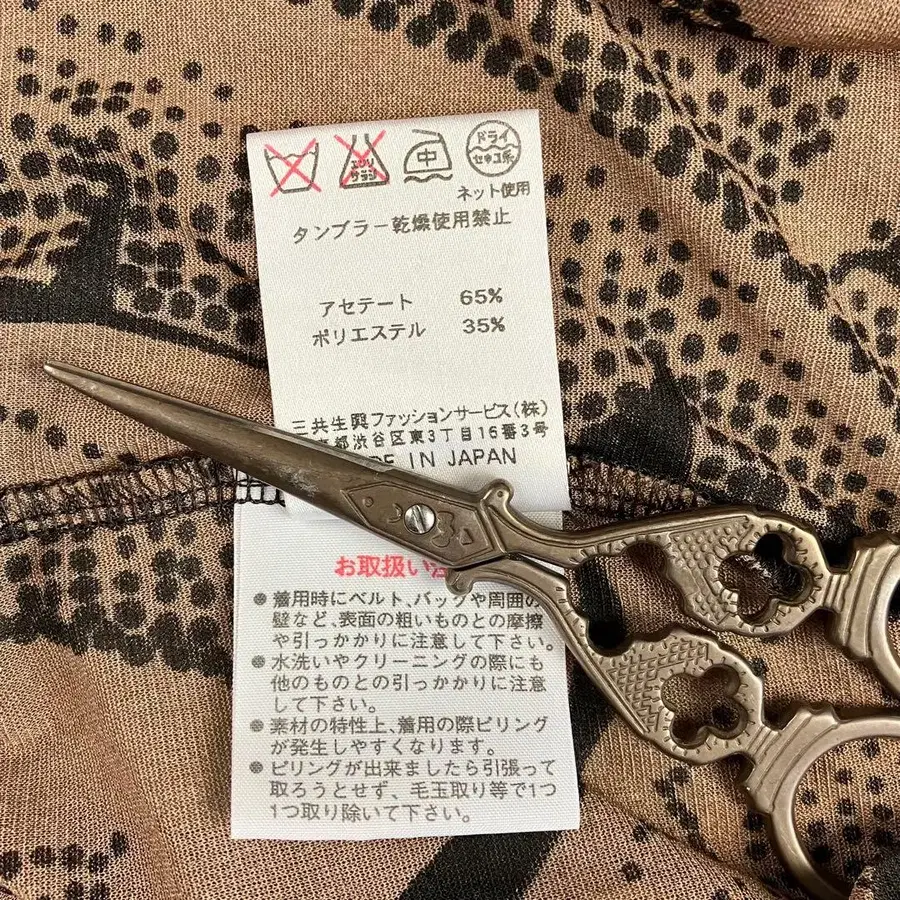 エンソ
サラシ
中
ドライ
セキユ系
ネット使用
タンブラー乾燥使用禁止
アセテート 65%
ポリエステル 35%
三共生興ファッションサービス(株)
都渋谷区東3丁目16番3号
IN JAPAN
お取扱い
● 着用時にベルト、バッグや周囲の
壁など、表面の粗いものとの摩擦
や引っかかりに注意して下さい。
● 水洗いやクリーニングの際にも
他のものとの引っかかりに注意
して下さい。
● 素材の特性上、着用の際ピリング
が発生しやすくなります。
● ピリングが出来ましたら引張って
取ろうとせず、毛玉取り等で1つ
1つ取り除いて下さい。